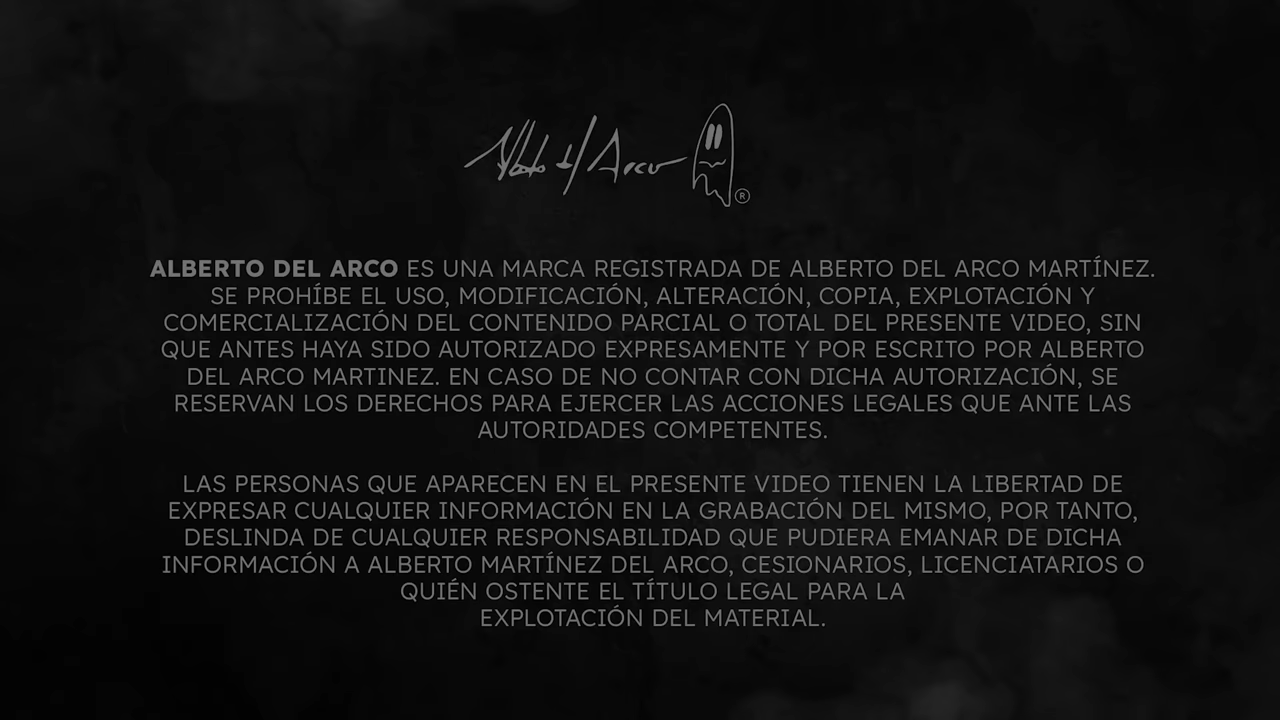 Alberto del Arco
®
ALBERTO DEL ARCO ES UNA MARCA REGISTRADA DE ALBERTO DEL ARCO MARTÍNEZ.
SE PROHÍBE EL USO, MODIFICACIÓN, ALTERACIÓN, COPIA, EXPLOTACIÓN Y
COMERCIALIZACIÓN DEL CONTENIDO PARCIAL O TOTAL DEL PRESENTE VIDEO, SIN
QUE ANTES HAYA SIDO AUTORIZADO EXPRESAMENTE Y POR ESCRITO POR ALBERTO
DEL ARCO MARTINEZ. EN CASO DE NO CONTAR CON DICHA AUTORIZACIÓN, SE
RESERVAN LOS DERECHOS PARA EJERCER LAS ACCIONES LEGALES QUE ANTE LAS
AUTORIDADES COMPETENTES.
LAS PERSONAS QUE APARECEN EN EL PRESENTE VIDEO TIENEN LA LIBERTAD DE
EXPRESAR CUALQUIER INFORMACIÓN EN LA GRABACIÓN DEL MISMO, POR TANTO,
DESLINDA DE CUALQUIER RESPONSABILIDAD QUE PUDIERA EMANAR DE DICHA
INFORMACIÓN A ALBERTO MARTÍNEZ DEL ARCO, CESIONARIOS, LICENCIATARIOS O
QUIÉN OSTENTE EL TÍTULO LEGAL PARA LA
EXPLOTACIÓN DEL MATERIAL.